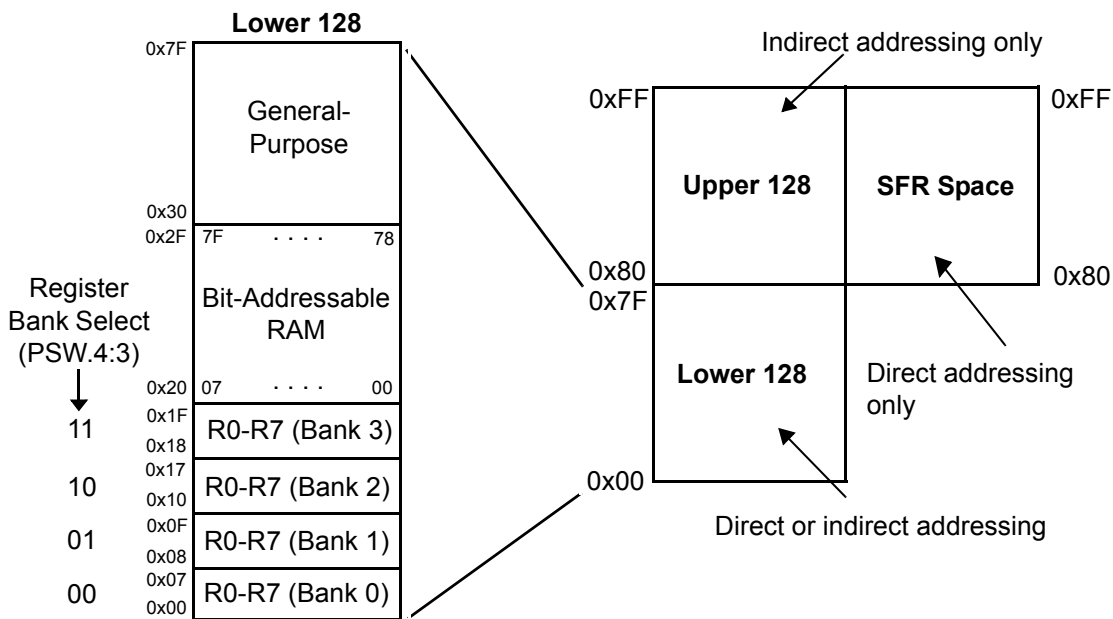 Lower 128
0x7F
General-
Purpose
0x30
0x2F
7F . . . . 78
Bit-Addressable
RAM
0x20
07 . . . . 00
Register
Bank Select
(PSW.4:3)
11
0x1F
0x18
R0-R7 (Bank 3)
10
0x17
0x10
R0-R7 (Bank 2)
01
0x0F
0x08
R0-R7 (Bank 1)
00
0x07
0x00
R0-R7 (Bank 0)
Indirect addressing only
0xFF
0xFF
Upper 128
SFR Space
0x80
0x80
0x7F
Lower 128
Direct addressing
only
0x00
Direct or indirect addressing